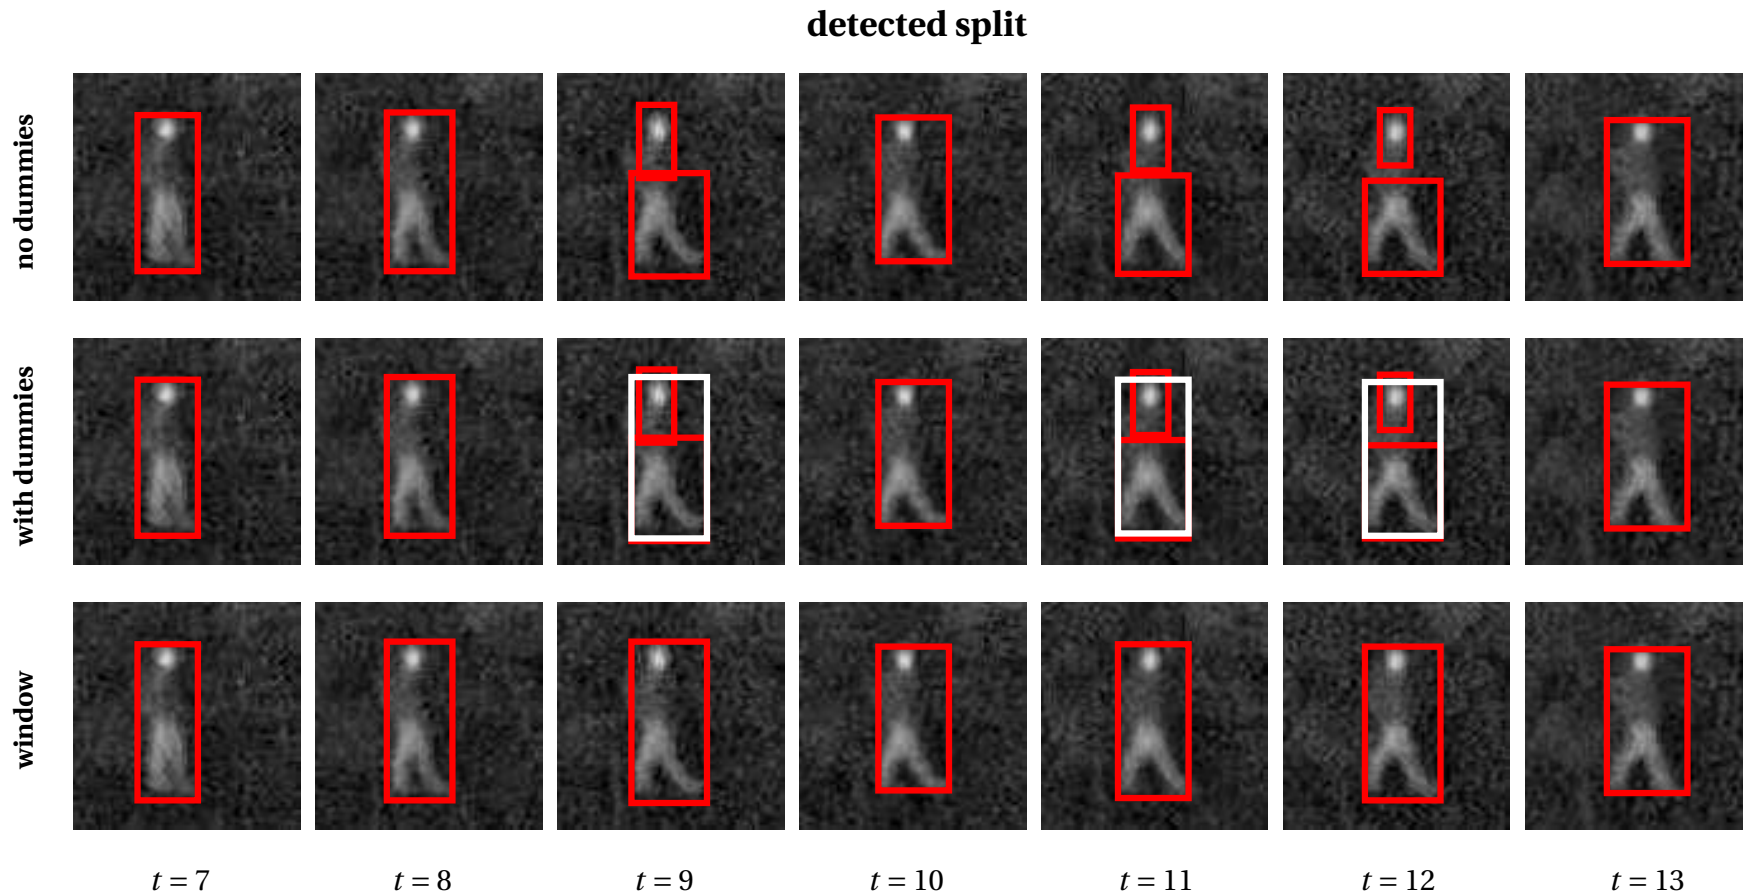 detected split
no dummies
with dummies
window
t = 7
t = 8
t = 9
t = 10
t = 11
t = 12
t = 13